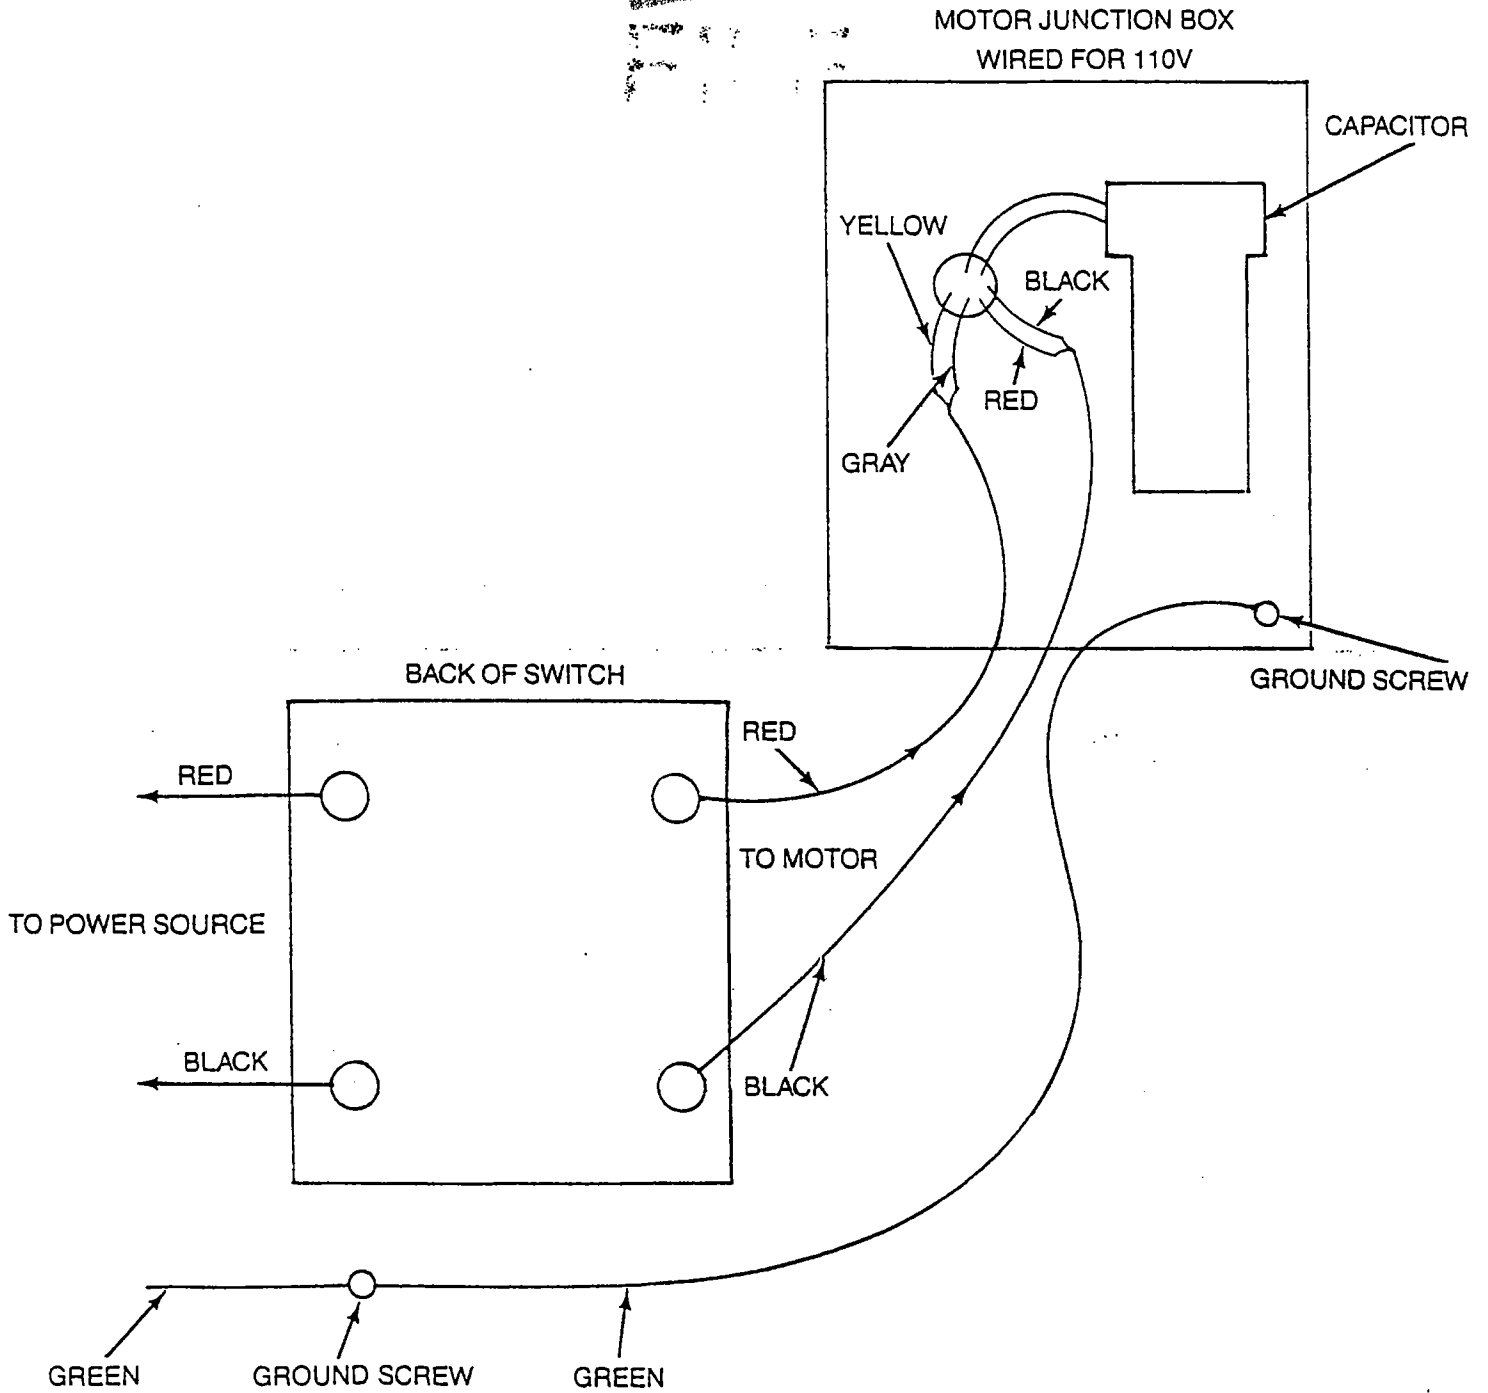 MOTOR JUNCTION BOX
WIRED FOR 110V
CAPACITOR
YELLOW
BLACK
RED
GRAY
GROUND SCREW
BACK OF SWITCH
RED
RED
TO MOTOR
TO POWER SOURCE
BLACK
BLACK
GREEN
GROUND SCREW
GREEN